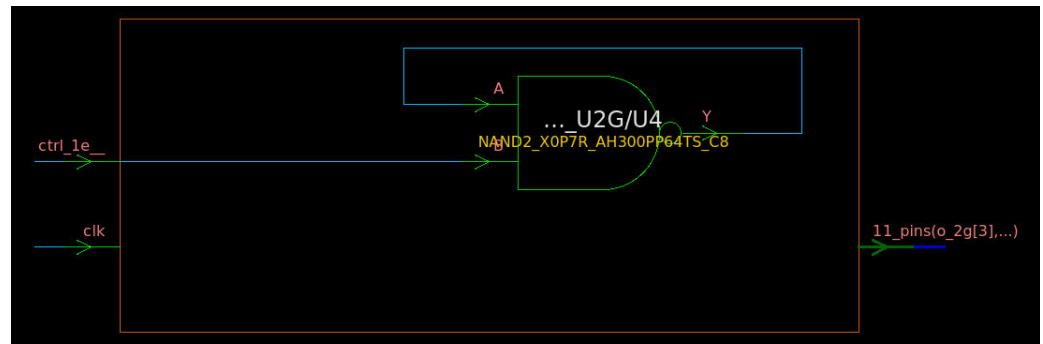 A
..._U2G/U4
Y
NAND2_X0P7R_AH300PP64TS_C8
ctrl_1e__
B
clk
11_pins(o_2g[3],...)